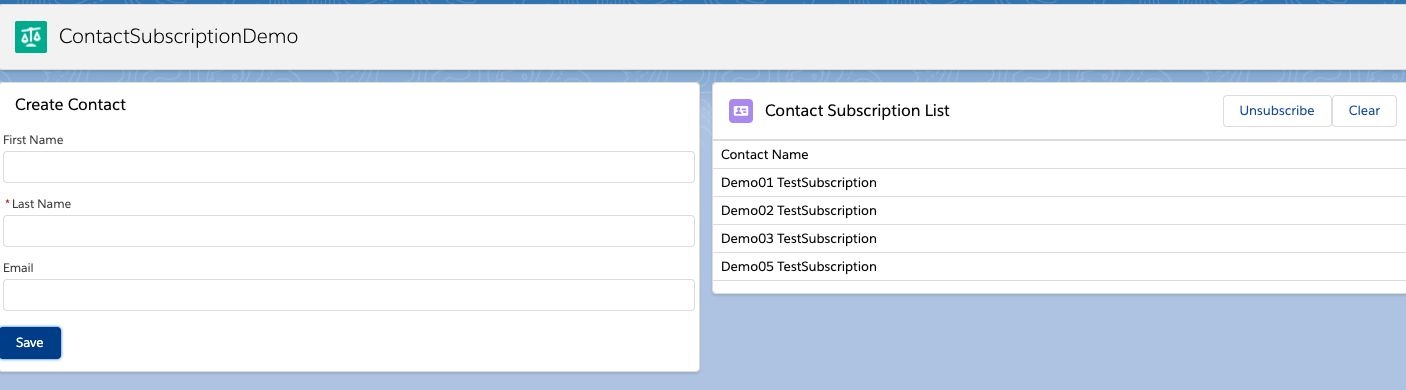 ContactSubscriptionDemo
Create Contact
First Name
* Last Name
Email
Save
Contact Subscription List
Unsubscribe
Clear
Contact Name
Demo01 TestSubscription
Demo02 TestSubscription
Demo03 TestSubscription
Demo05 TestSubscription